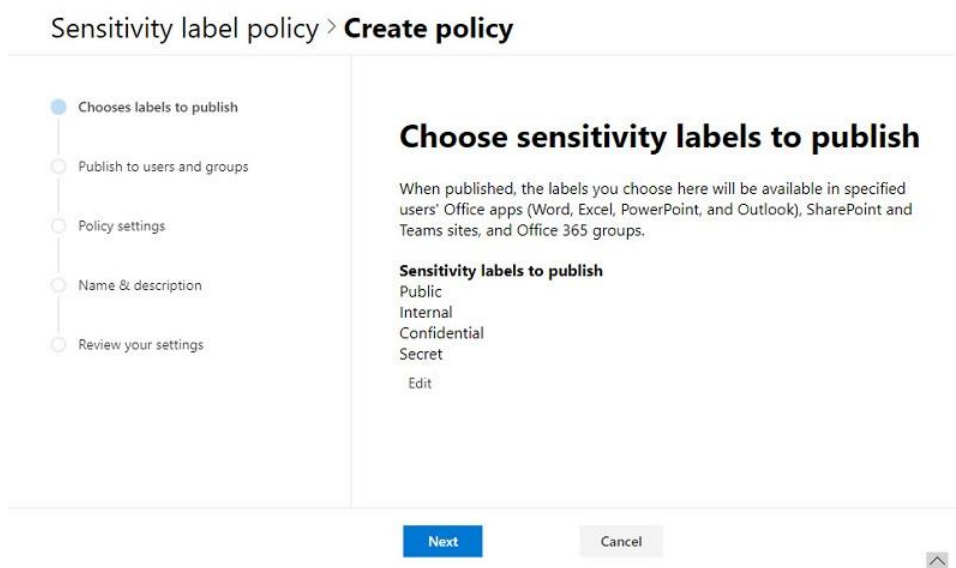 Sensitivity label policy > Create policy
Chooses labels to publish
Publish to users and groups
Policy settings
Name & description
Review your settings
Choose sensitivity labels to publish
When published, the labels you choose here will be available in specified
users' Office apps (Word, Excel, PowerPoint, and Outlook), SharePoint and
Teams sites, and Office 365 groups.
Sensitivity labels to publish
Public
Internal
Confidential
Secret
Edit
Next
Cancel